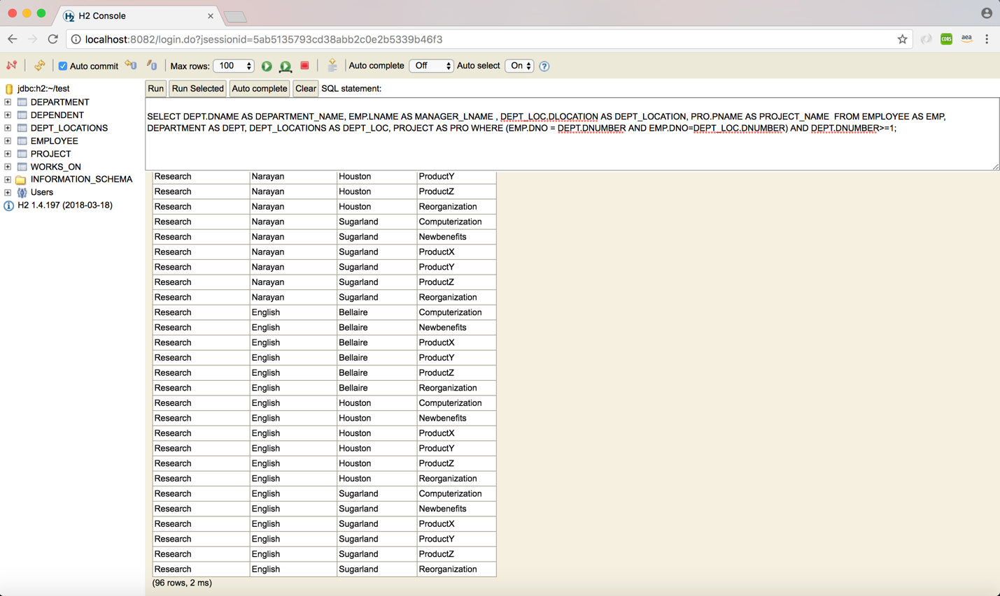 H2 Console
localhost:8082/login.do?jsessionid=5ab5135793cd38abb2c0e2b5339b46f3
CORS
aea
Auto commit
Max rows: 100
Auto complete Off
Auto select On
jdbc:h2:~/test
DEPARTMENT
DEPENDENT
DEPT_LOCATIONS
EMPLOYEE
PROJECT
WORKS_ON
INFORMATION_SCHEMA
Users
H2 1.4.197 (2018-03-18)
Run Run Selected Auto complete Clear SQL statement:
SELECT DEPT.DNAME AS DEPARTMENT_NAME, EMP.LNAME AS MANAGER_LNAME , DEPT_LOC.DLOCATION AS DEPT_LOCATION, PRO.PNAME AS PROJECT_NAME  FROM EMPLOYEE AS EMP,
DEPARTMENT AS DEPT, DEPT_LOCATIONS AS DEPT_LOC, PROJECT AS PRO WHERE (EMP.DNO = DEPT.DNUMBER AND EMP.DNO=DEPT_LOC.DNUMBER) AND DEPT.DNUMBER>=1;
Research Narayan Houston ProductY
Research Narayan Houston ProductZ
Research Narayan Houston Reorganization
Research Narayan Sugarland Computerization
Research Narayan Sugarland Newbenefits
Research Narayan Sugarland ProductX
Research Narayan Sugarland ProductY
Research Narayan Sugarland ProductZ
Research Narayan Sugarland Reorganization
Research English Bellaire Computerization
Research English Bellaire Newbenefits
Research English Bellaire ProductX
Research English Bellaire ProductY
Research English Bellaire ProductZ
Research English Bellaire Reorganization
Research English Houston Computerization
Research English Houston Newbenefits
Research English Houston ProductX
Research English Houston ProductY
Research English Houston ProductZ
Research English Houston Reorganization
Research English Sugarland Computerization
Research English Sugarland Newbenefits
Research English Sugarland ProductX
Research English Sugarland ProductY
Research English Sugarland ProductZ
Research English Sugarland Reorganization
(96 rows, 2 ms)